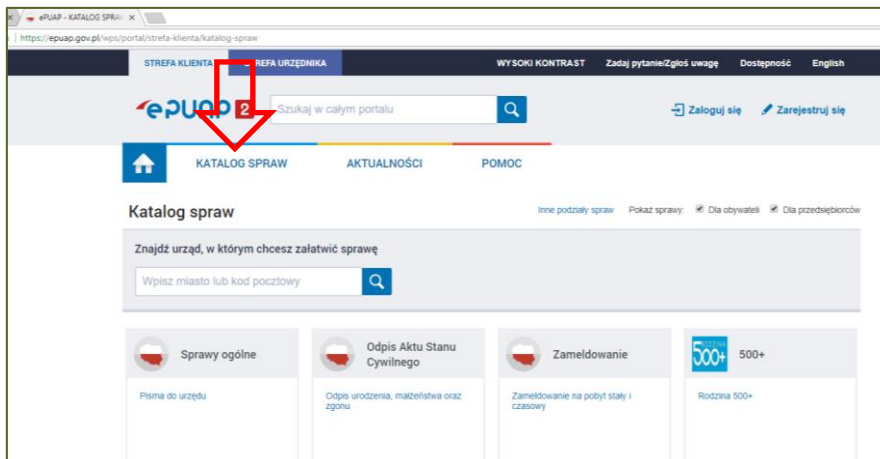 ePUAP - KATALOG SPRA
https://epuap.gov.pl/wps/portal/strefa-klienta/katalog-spraw
STREFA KLIENTA STREFA URZĘDNIKA WYSOKI KONTRAST Zadaj pytanie/Zgłoś uwagę Dostępność English
ePUAP 2 Szukaj w całym portalu Zaloguj się Zarejestruj się
KATALOG SPRAW AKTUALNOŚCI POMOC
Katalog spraw Inne podziały spraw Pokaż sprawy: Dla obywateli Dla przedsiębiorców
Znajdź urząd, w którym chcesz załatwić sprawę
Wpisz miasto lub kod pocztowy
Sprawy ogólne
Pisma do urzędu
Odpis Aktu Stanu
Cywilnego
Odpis urodzenia, małżeństwa oraz
zgonu
Zameldowanie
Zameldowanie na pobyt stały i
czasowy
RODZINA
500+
500+
Rodzina 500+